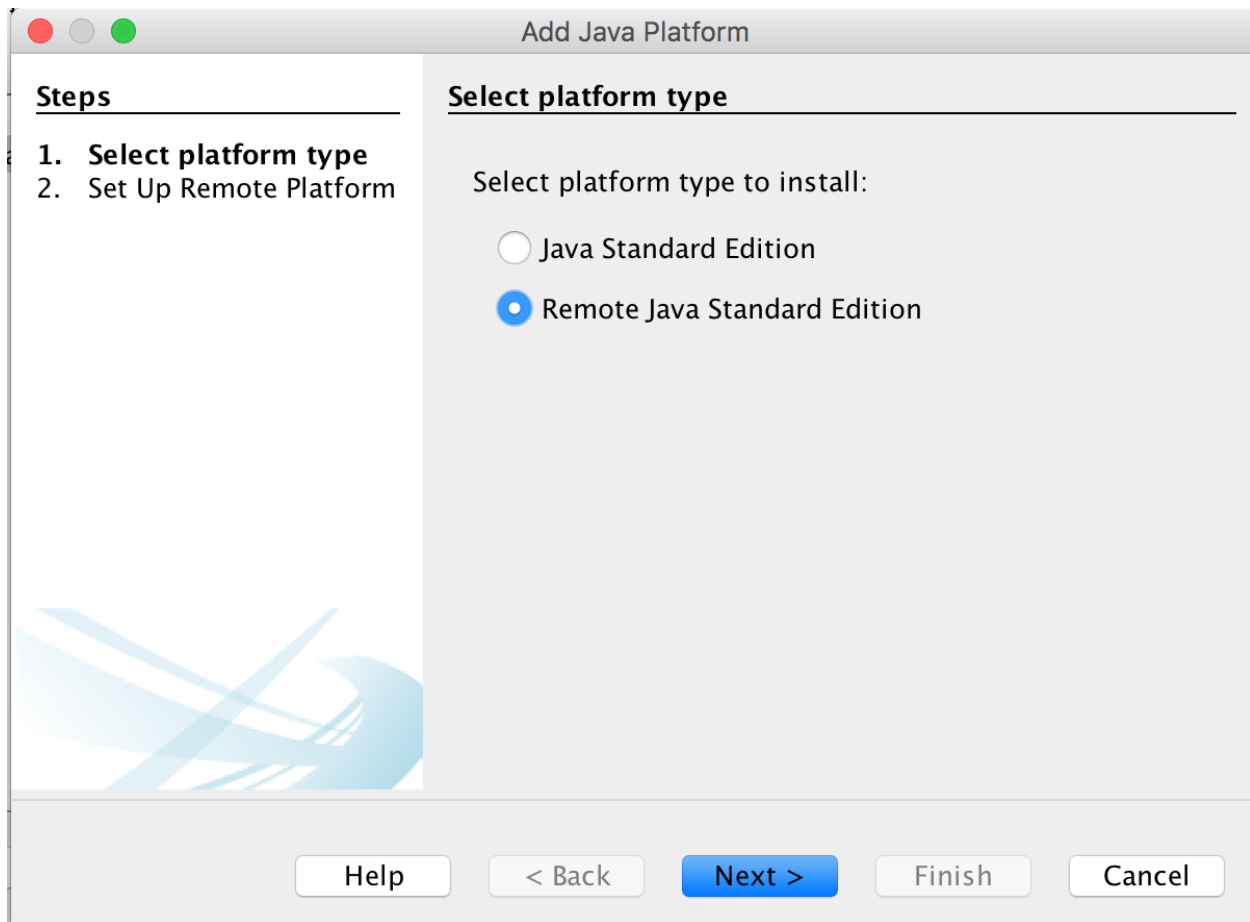 Add Java Platform
Steps
1. Select platform type
2. Set Up Remote Platform
Select platform type
Select platform type to install:
Java Standard Edition
Remote Java Standard Edition
Help
< Back
Next >
Finish
Cancel